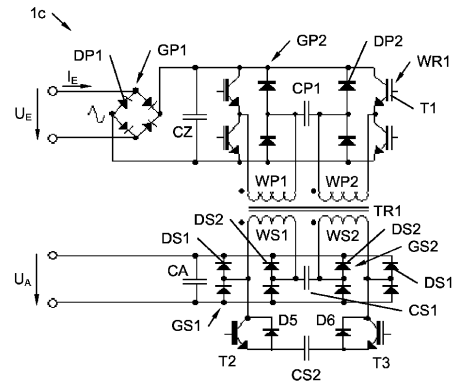 1c
GP1
GP2
DP2
DP1
I_E
CP1
WR1
U_E
CZ
T1
WP1
WP2
TR1
DS2
WS1
WS2
DS2
DS1
GS2
CA
DS1
U_A
CS1
GS1
D5
D6
T2
T3
CS2